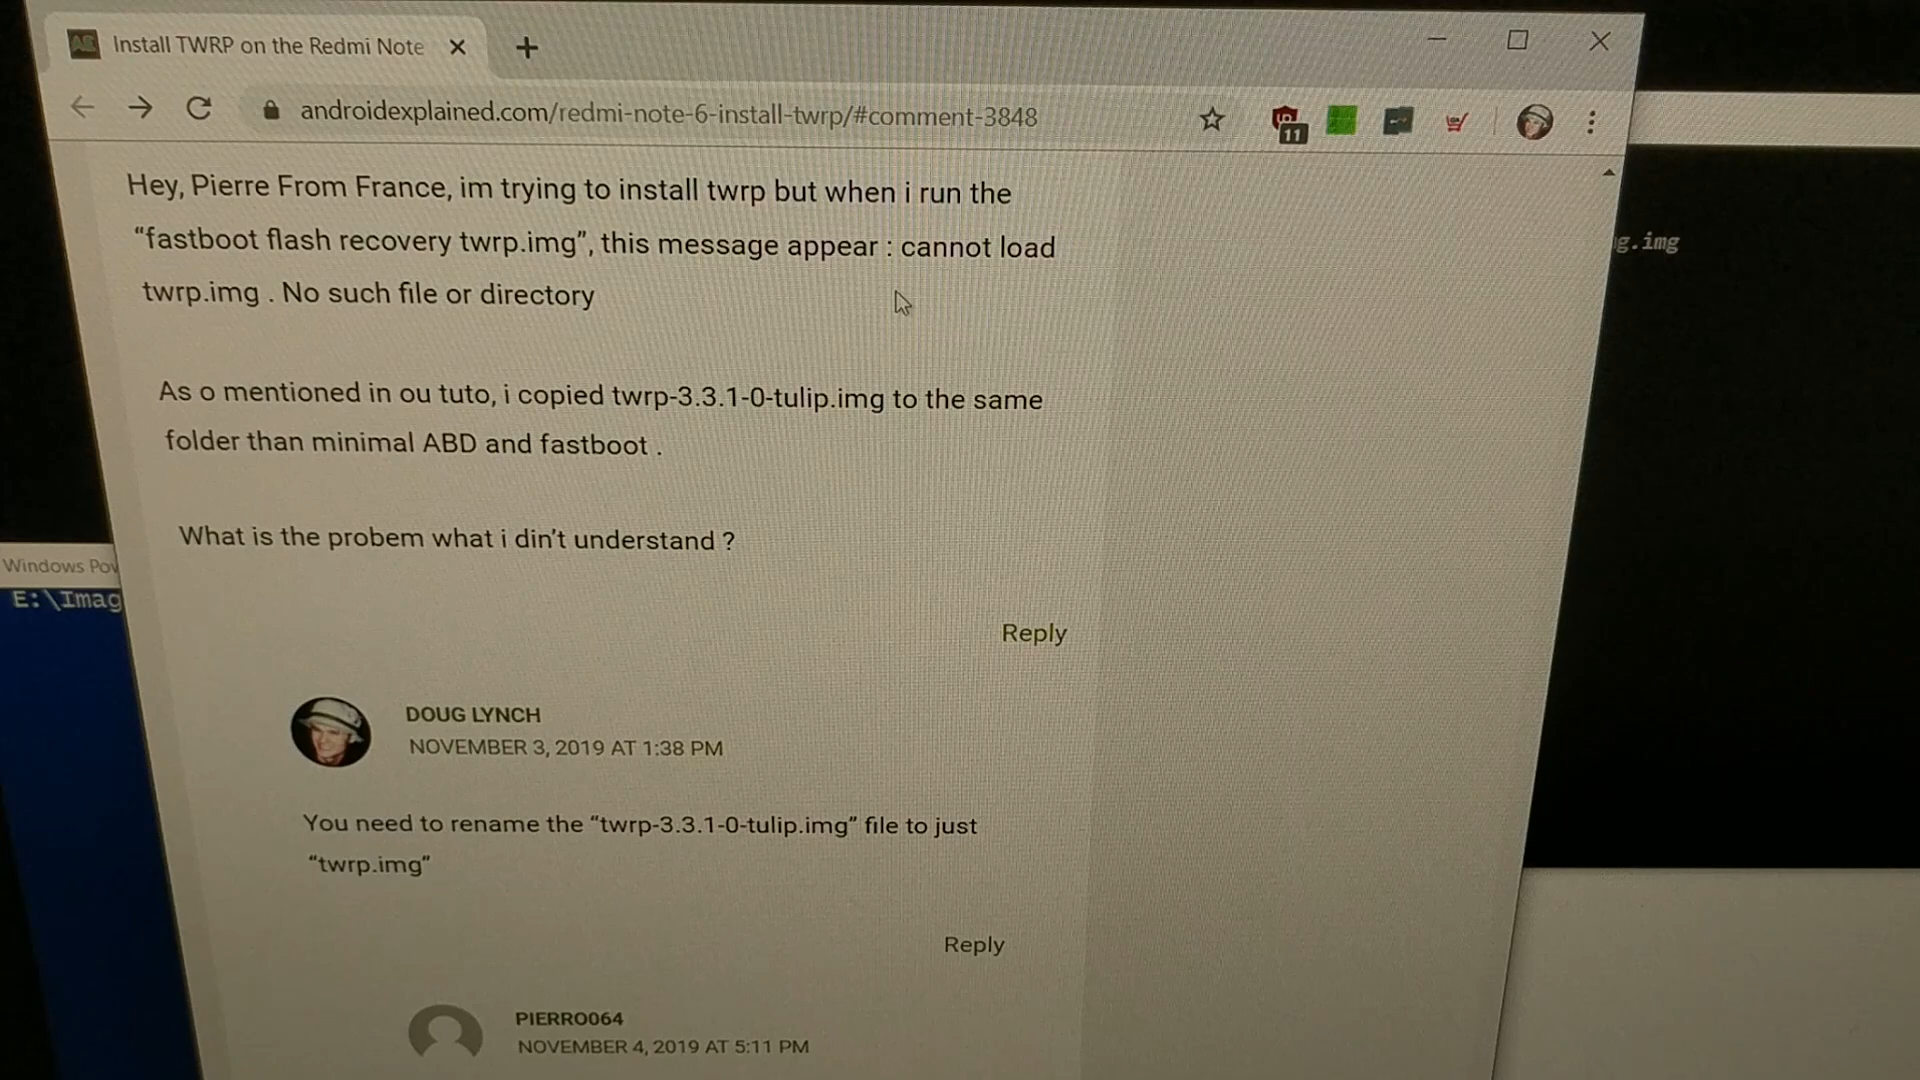 Install TWRP on the Redmi Note
androidexplained.com/redmi-note-6-install-twrp/#comment-3848
11
Hey, Pierre From France, im trying to install twrp but when i run the
“fastboot flash recovery twrp.img”, this message appear : cannot load
twrp.img . No such file or directory
g.img
As o mentioned in ou tuto, i copied twrp-3.3.1-0-tulip.img to the same
folder than minimal ABD and fastboot .
What is the probem what i din’t understand ?
Windows Pow
E:\Imag
Reply
DOUG LYNCH
NOVEMBER 3, 2019 AT 1:38 PM
You need to rename the “twrp-3.3.1-0-tulip.img” file to just
“twrp.img”
Reply
PIERRO064
NOVEMBER 4, 2019 AT 5:11 PM